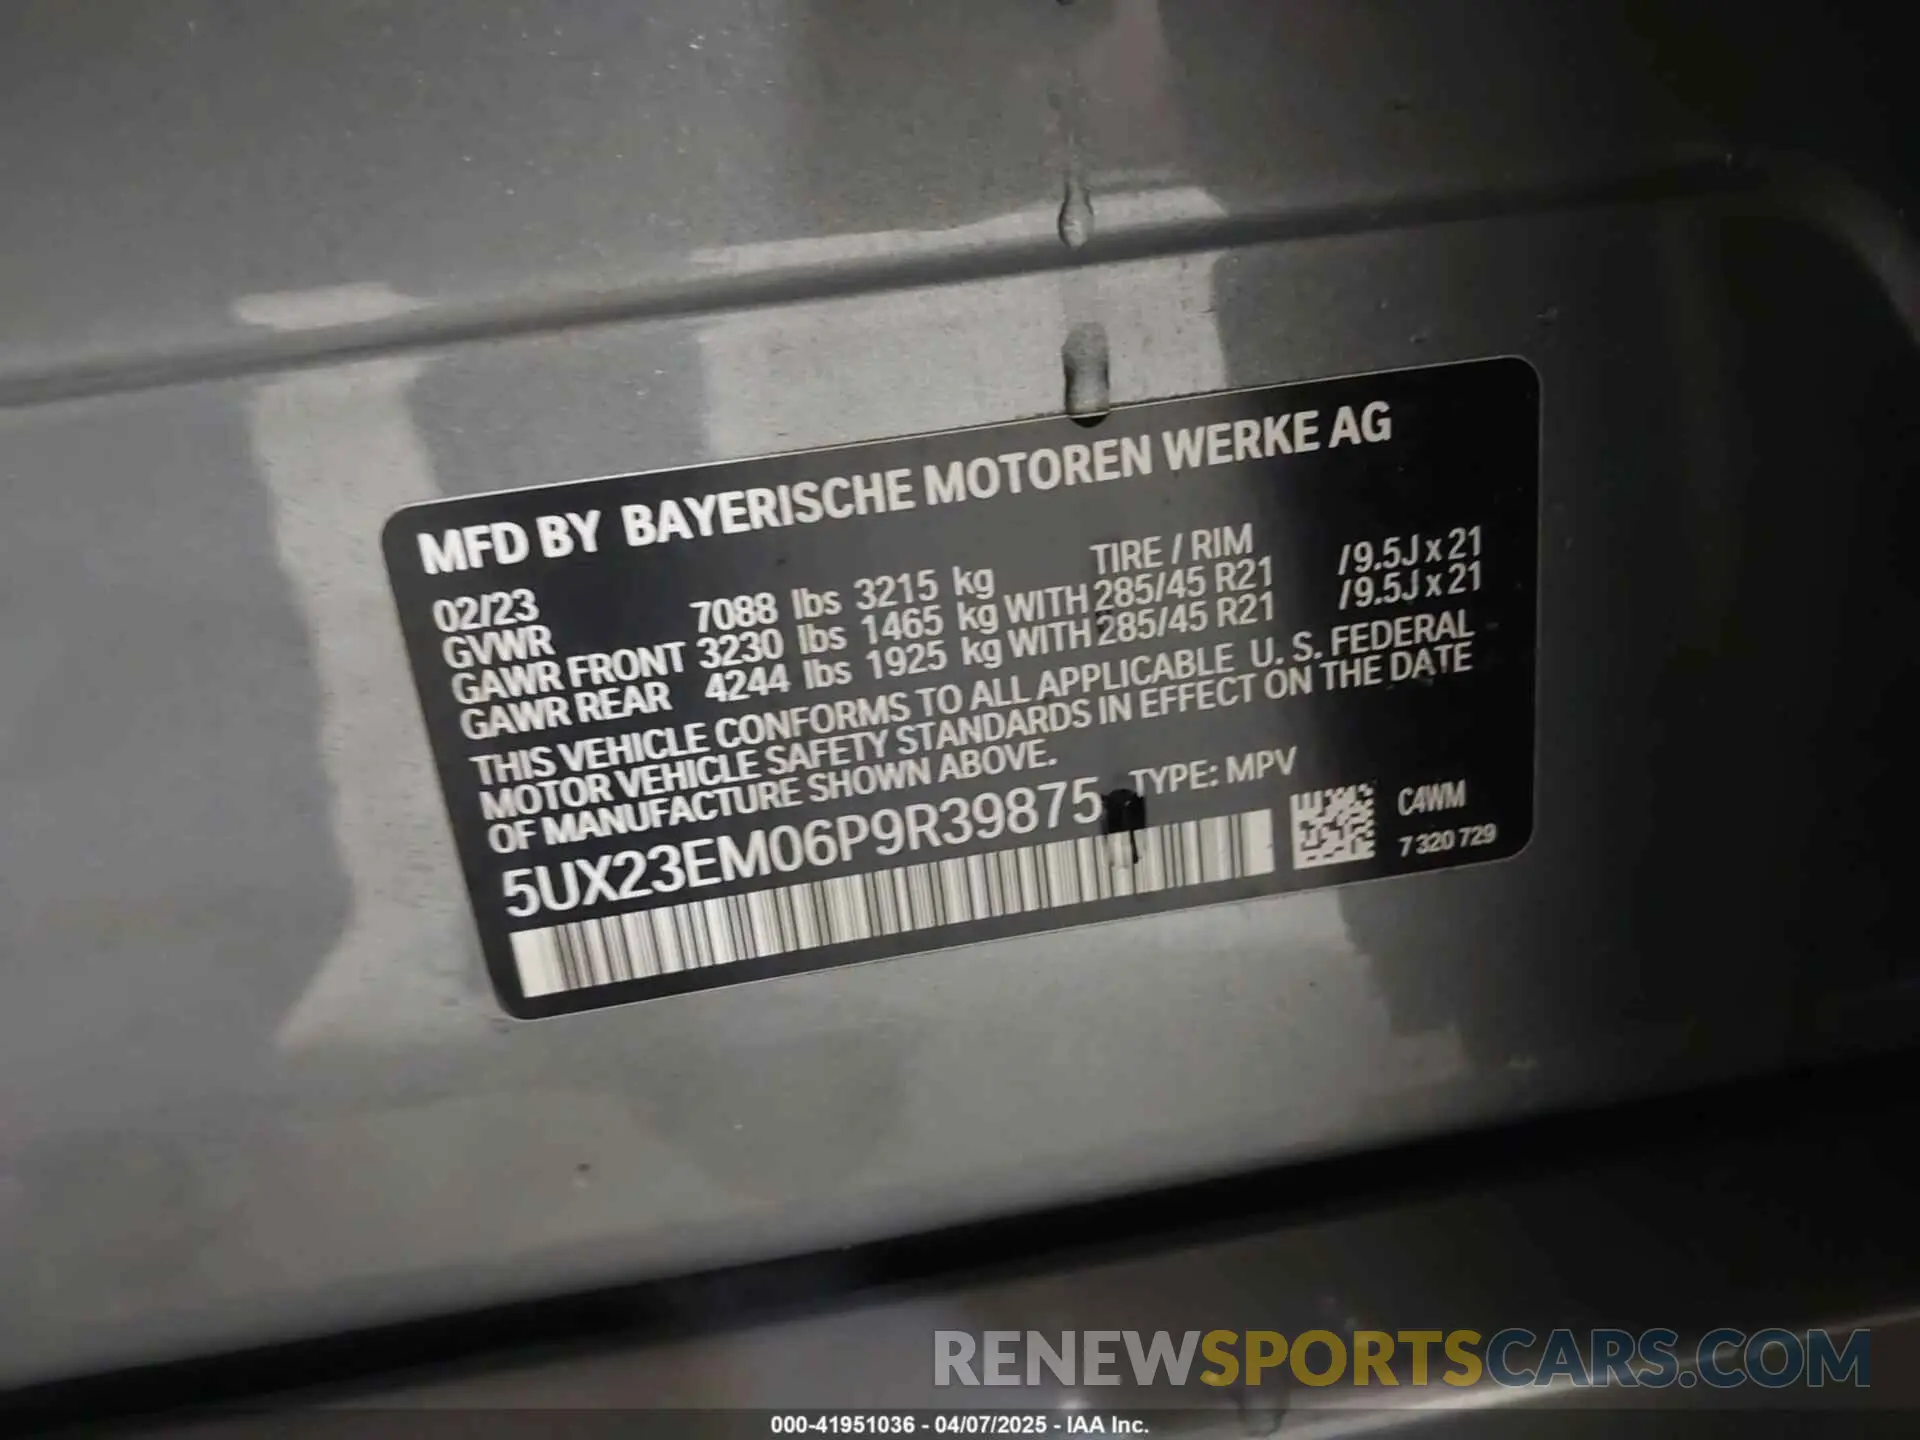 MFD BY BAYERISCHE MOTOREN WERKE AG
02/23 TIRE / RIM
GVWR 7088 lbs 3215 kg
GAWR FRONT 3230 lbs 1465 kg WITH 285/45 R21 /9.5J x 21
GAWR REAR 4244 lbs 1925 kg WITH 285/45 R21 /9.5J x 21
THIS VEHICLE CONFORMS TO ALL APPLICABLE U. S. FEDERAL
MOTOR VEHICLE SAFETY STANDARDS IN EFFECT ON THE DATE
OF MANUFACTURE SHOWN ABOVE.
5UX23EM06P9R39875 TYPE: MPV
C4WM
7 320 729
RENEWSPORTSCARS.COM
000-41951036 - 04/07/2025 - IAA Inc.